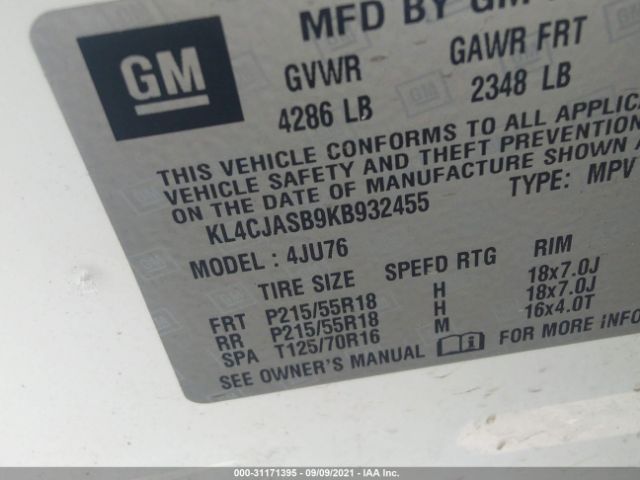 GM
MFD BY GM
GVWR GAWR FRT
4286 LB 2348 LB
THIS VEHICLE CONFORMS TO ALL APPLIC
VEHICLE SAFETY AND THEFT PREVENTION
ON THE DATE OF MANUFACTURE SHOWN A
KL4CJASB9KB932455 TYPE: MPV
MODEL : 4JU76
TIRE SIZE SPEED RTG RIM
FRT P215/55R18 H 18x7.0J
RR P215/55R18 H 18x7.0J
SPA T125/70R16 M 16x4.0T
SEE OWNER'S MANUAL FOR MORE INFO
000-31171395 - 09/09/2021 - IAA Inc.